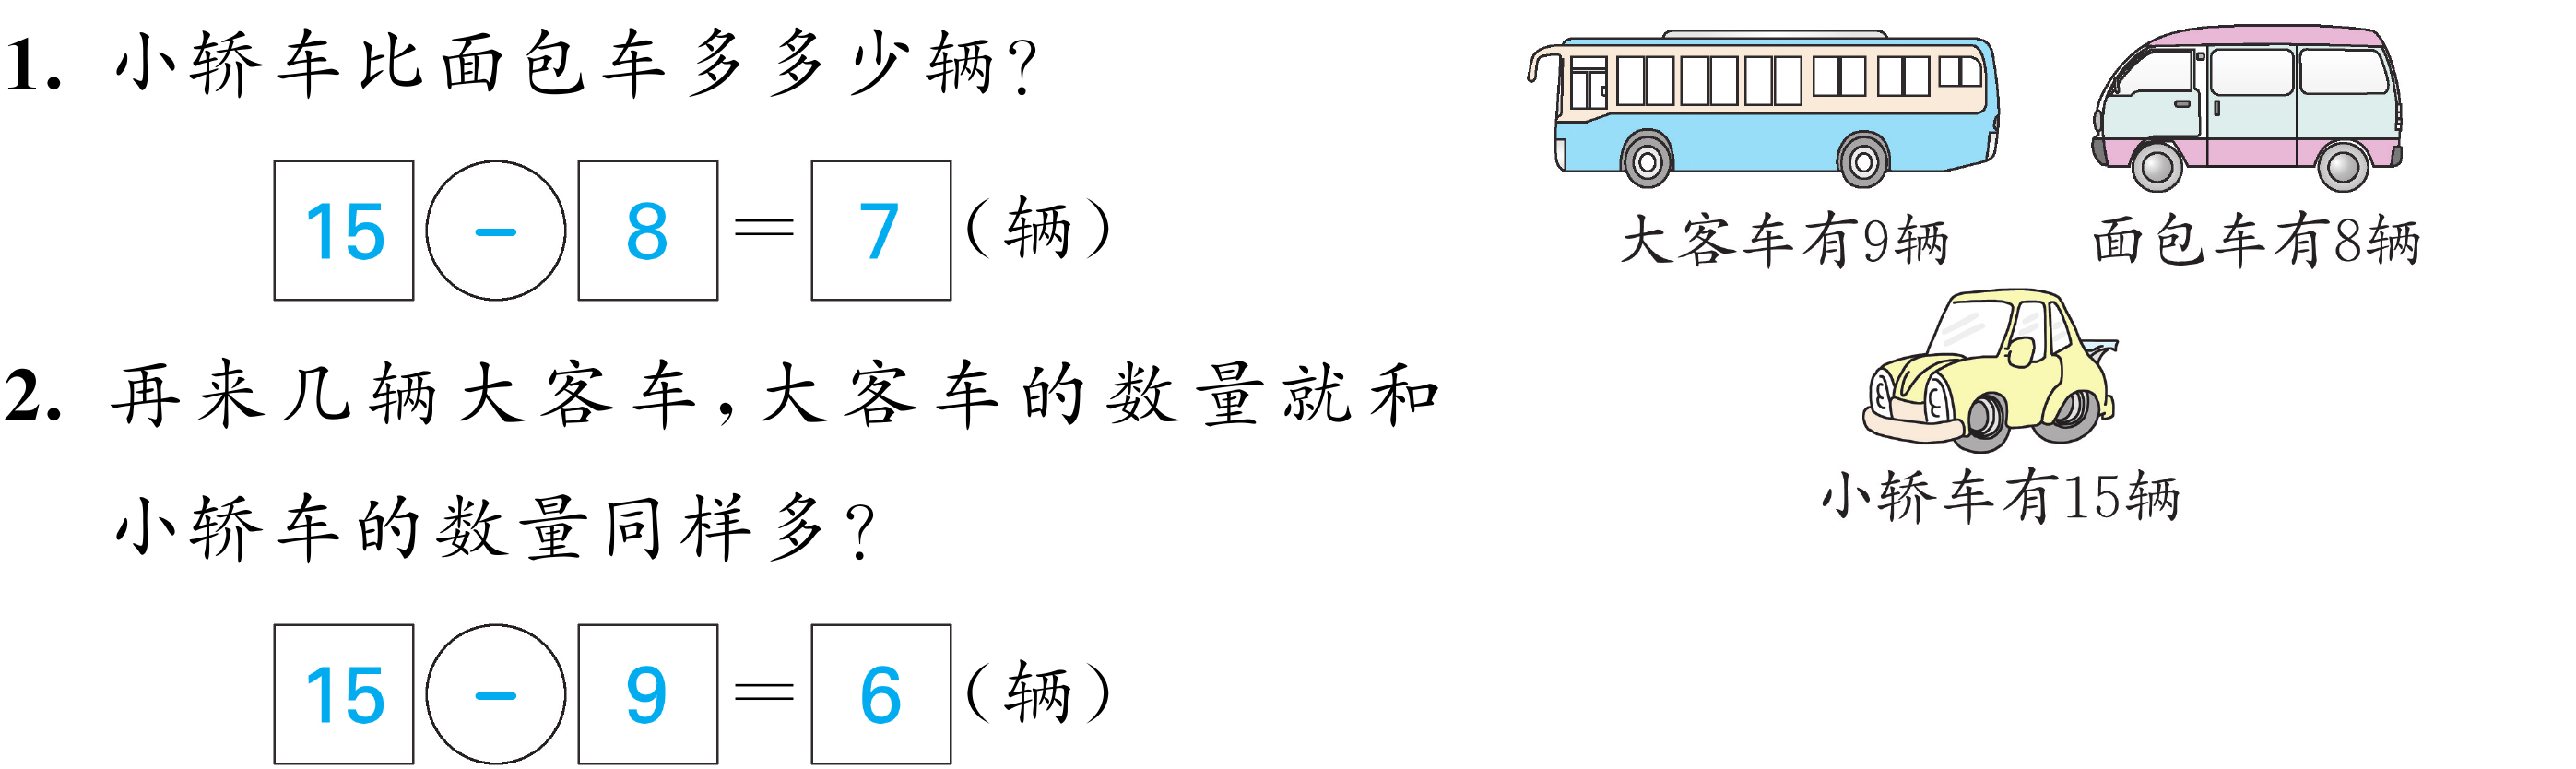 1. 小轿车比面包车多多少辆?
15 - 8 = 7 (辆)
2. 再来几辆大客车,大客车的数量就和
小轿车的数量同样多?
15 - 9 = 6 (辆)
大客车有9辆
面包车有8辆
小轿车有15辆